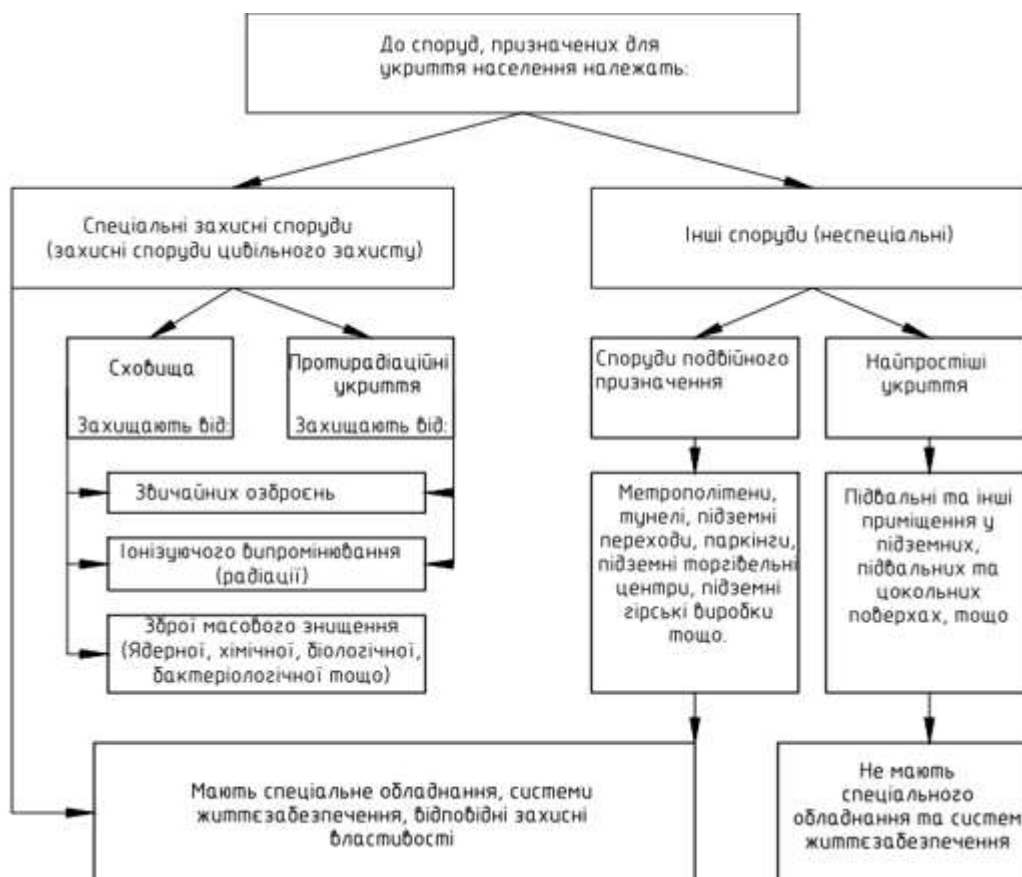 До споруд, призначених для
укриття населення належать:
Спеціальні захисні споруди
(захисні споруди цивільного захисту)
Інші споруди (неспеціальні)
Сховища
Захищають від:
Протирадіаційні
укриття
Захищають від:
Споруди подвійного
призначення
Найпростіші
укриття
Звичайних озброєнь
Іонізуючого випромінювання
(радіації)
Зброї масового знищення
(Ядерної, хімічної, біологічної,
бактеріологічної тощо)
Метрополітени,
тунелі, підземні
переходи, паркінги,
підземні торгівельні
центри, підземні
гірські виробки
тощо.
Підвальні та інші
приміщення у
підземних,
підвальних та
цокольних
поверхах, тощо
Мають спеціальне обладнання, системи
життєзабезпечення, відповідні захисні
властивості
Не мають
спеціального
обладнання та систем
життєзабезпечення